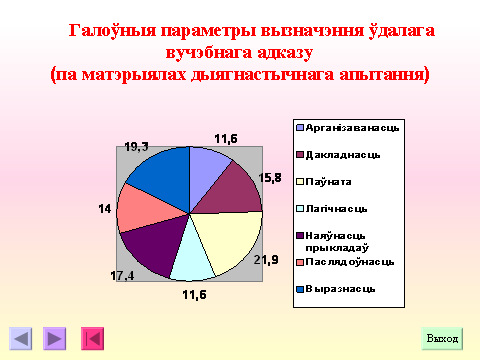 Галоўныя параметры вызначэння ўдалага
вучэбнага адказу
(па матэрыялах дыягнастычнага апытання)
19,3
11,6
15,8
14
21,9
17,4
11,6
Арганізаванасць
Дакладнасць
Паўната
Лагічнасць
Наяўнасць
прыкладаў
Паслядоўнасць
Выразнасць
Выход